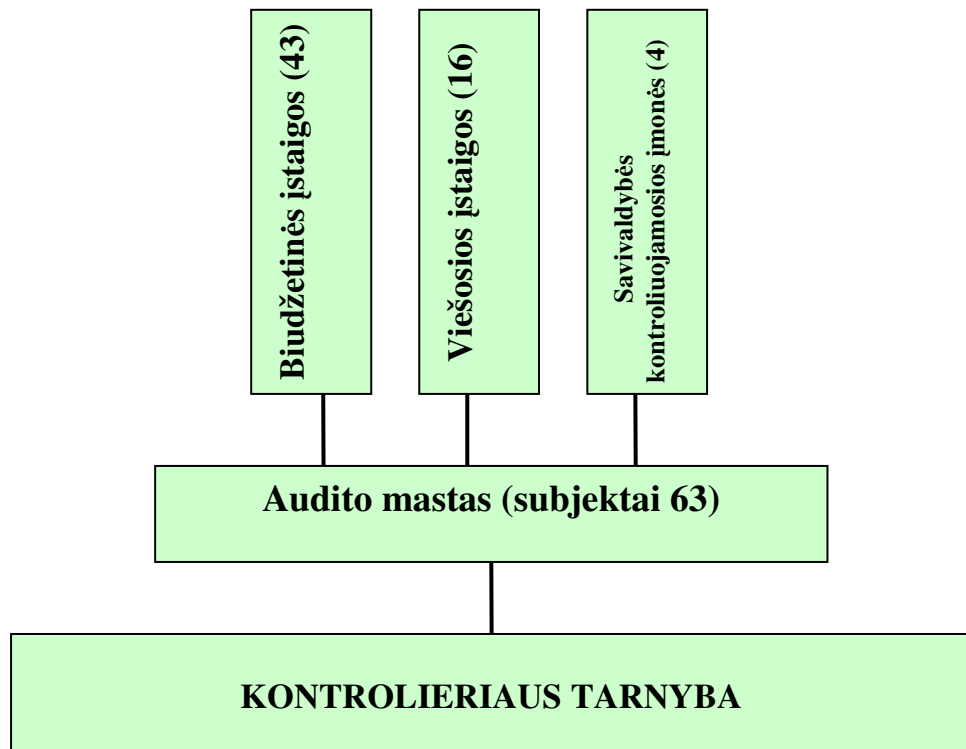 Biudžetinės įstaigos (43)
Viešosios įstaigos (16)
Savivaldybės
kontroliuojamosios įmonės (4)
Audito mastas (subjektai 63)
KONTROLIERIAUS TARNYBA